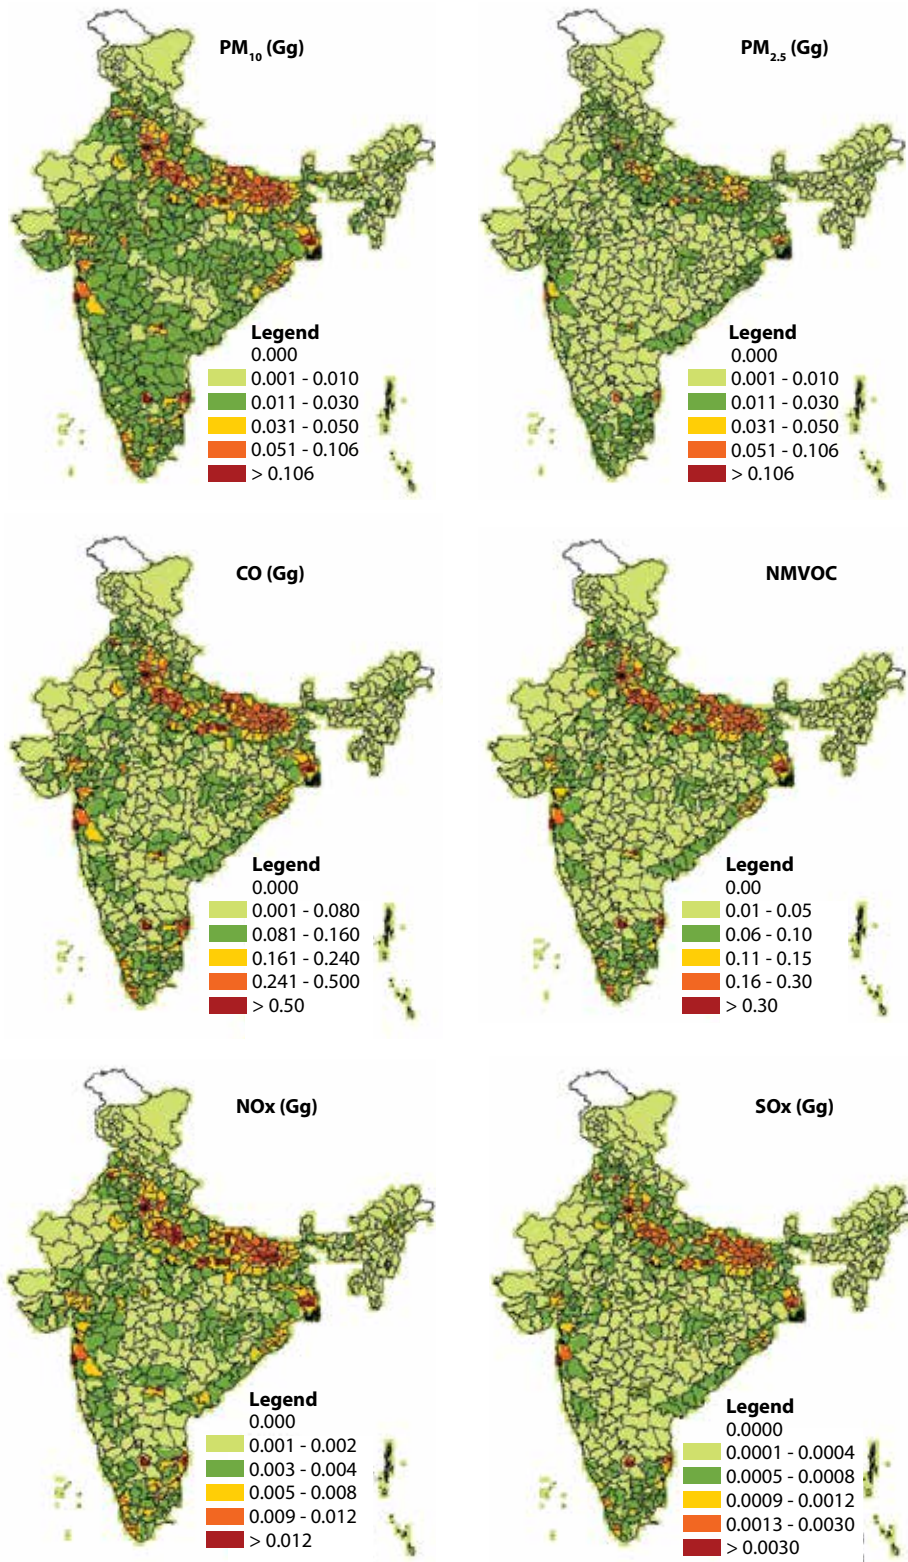 PM10 (Gg)
Legend
0.000
0.001 - 0.010
0.011 - 0.030
0.031 - 0.050
0.051 - 0.106
> 0.106
PM2.5 (Gg)
Legend
0.000
0.001 - 0.010
0.011 - 0.030
0.031 - 0.050
0.051 - 0.106
> 0.106
CO (Gg)
Legend
0.000
0.001 - 0.080
0.081 - 0.160
0.161 - 0.240
0.241 - 0.500
> 0.50
NMVOC
Legend
0.00
0.01 - 0.05
0.06 - 0.10
0.11 - 0.15
0.16 - 0.30
> 0.30
NOx (Gg)
Legend
0.000
0.001 - 0.002
0.003 - 0.004
0.005 - 0.008
0.009 - 0.012
> 0.012
SOx (Gg)
Legend
0.0000
0.0001 - 0.0004
0.0005 - 0.0008
0.0009 - 0.0012
0.0013 - 0.0030
> 0.0030